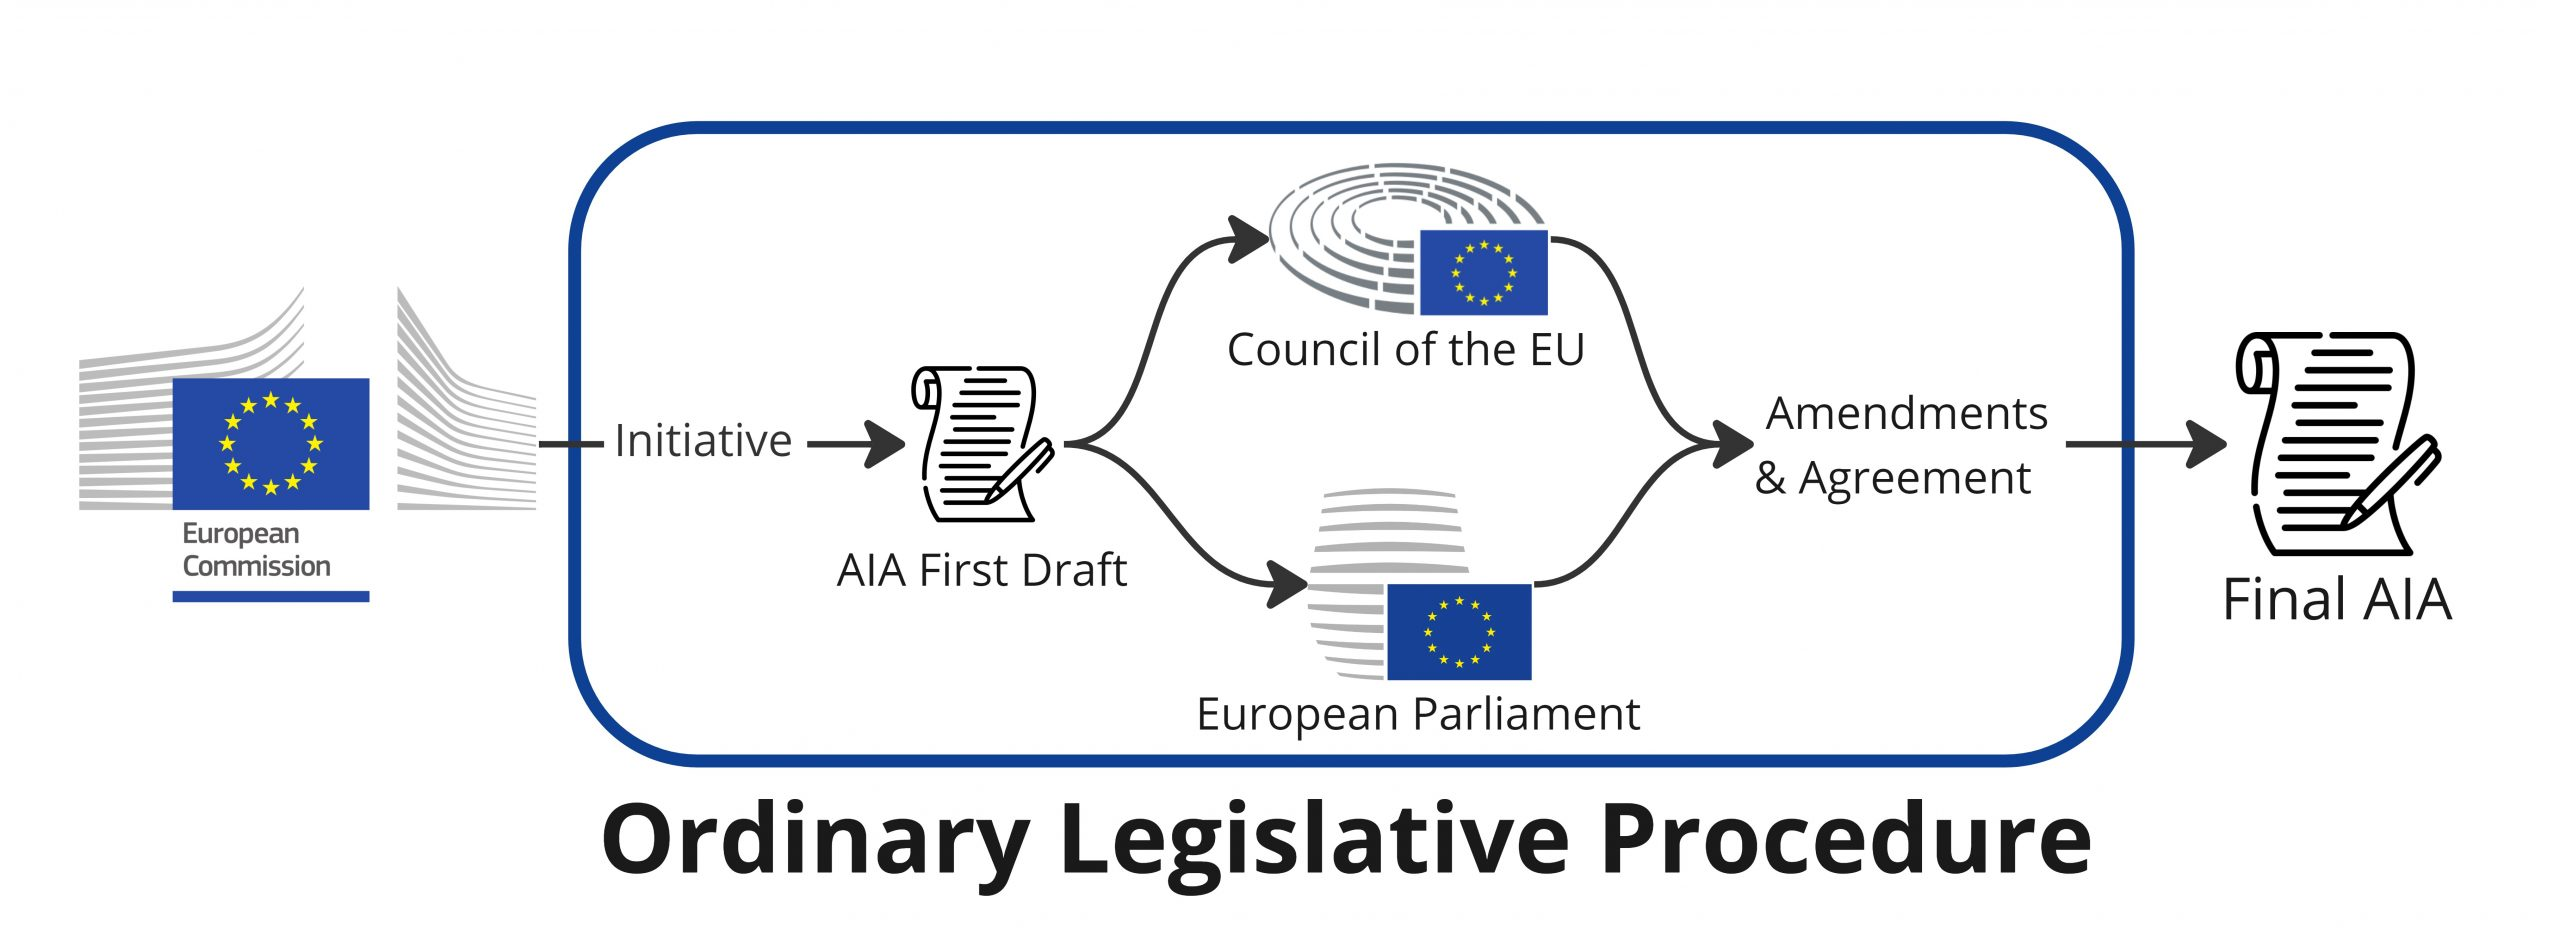 European
Commission
Initiative
AIA First Draft
Council of the EU
European Parliament
Amendments
& Agreement
Final AIA
Ordinary Legislative Procedure